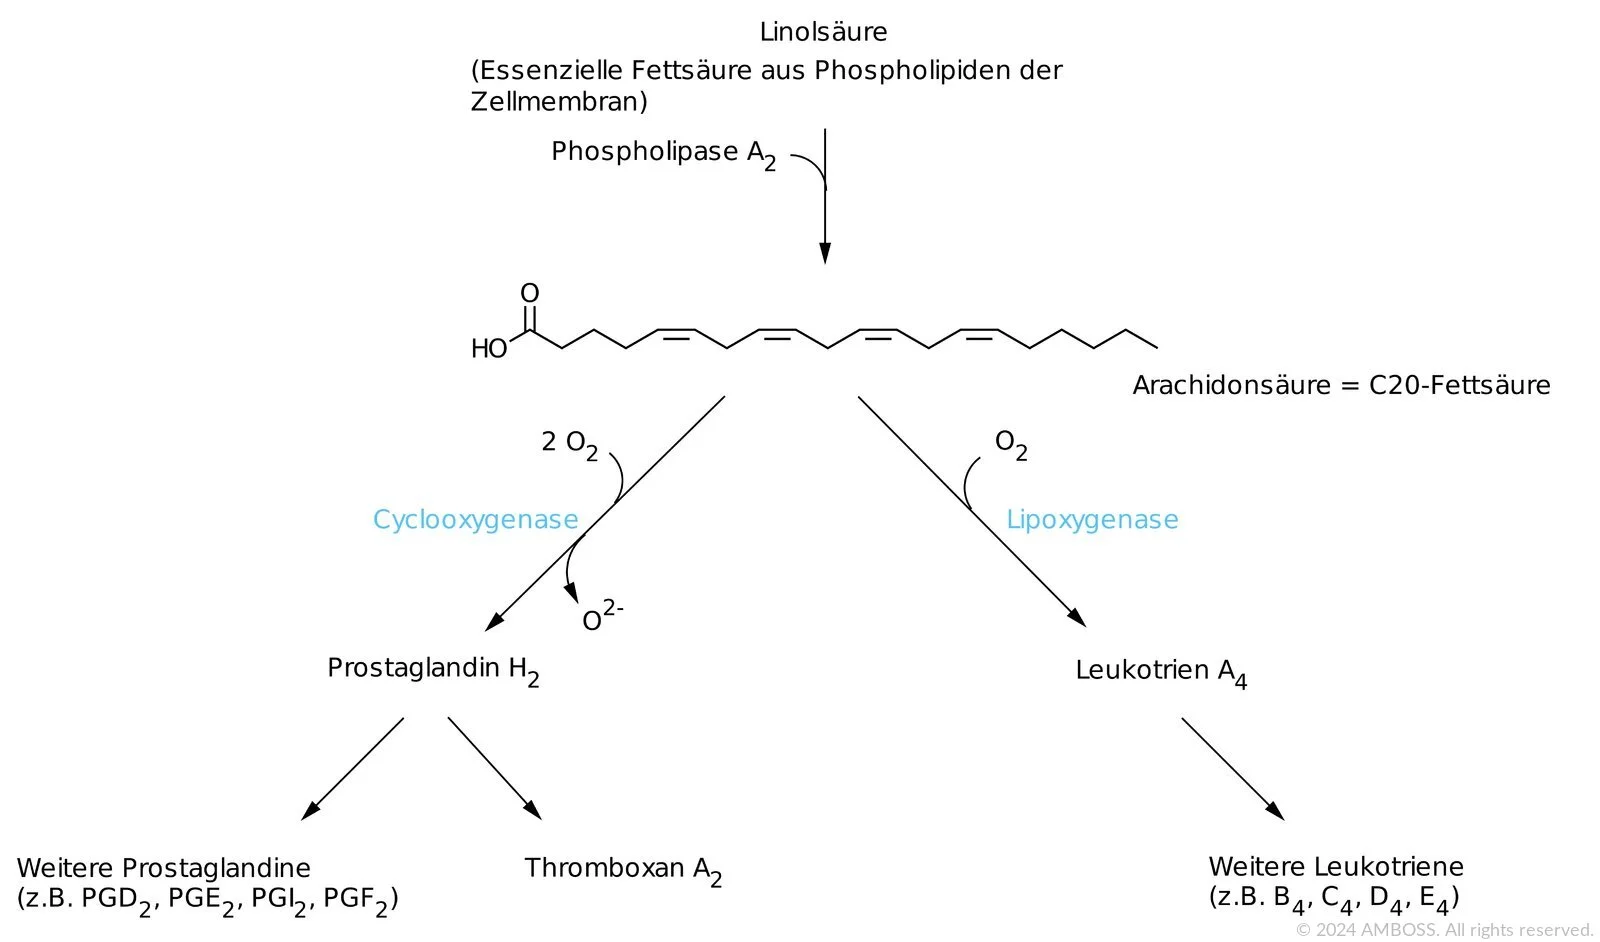 Linolsäure
(Essenzielle Fettsäure aus Phospholipiden der
Zellmembran)
Phospholipase A2
O
HO
Arachidonsäure = C20-Fettsäure
2 O2
O2
Cyclooxygenase
Lipoxygenase
O2-
Prostaglandin H2
Leukotrien A4
Weitere Prostaglandine
(z.B. PGD2, PGE2, PGI2, PGF2)
Thromboxan A2
Weitere Leukotriene
(z.B. B4, C4, D4, E4)
© 2024 AMBOSS. All rights reserved.